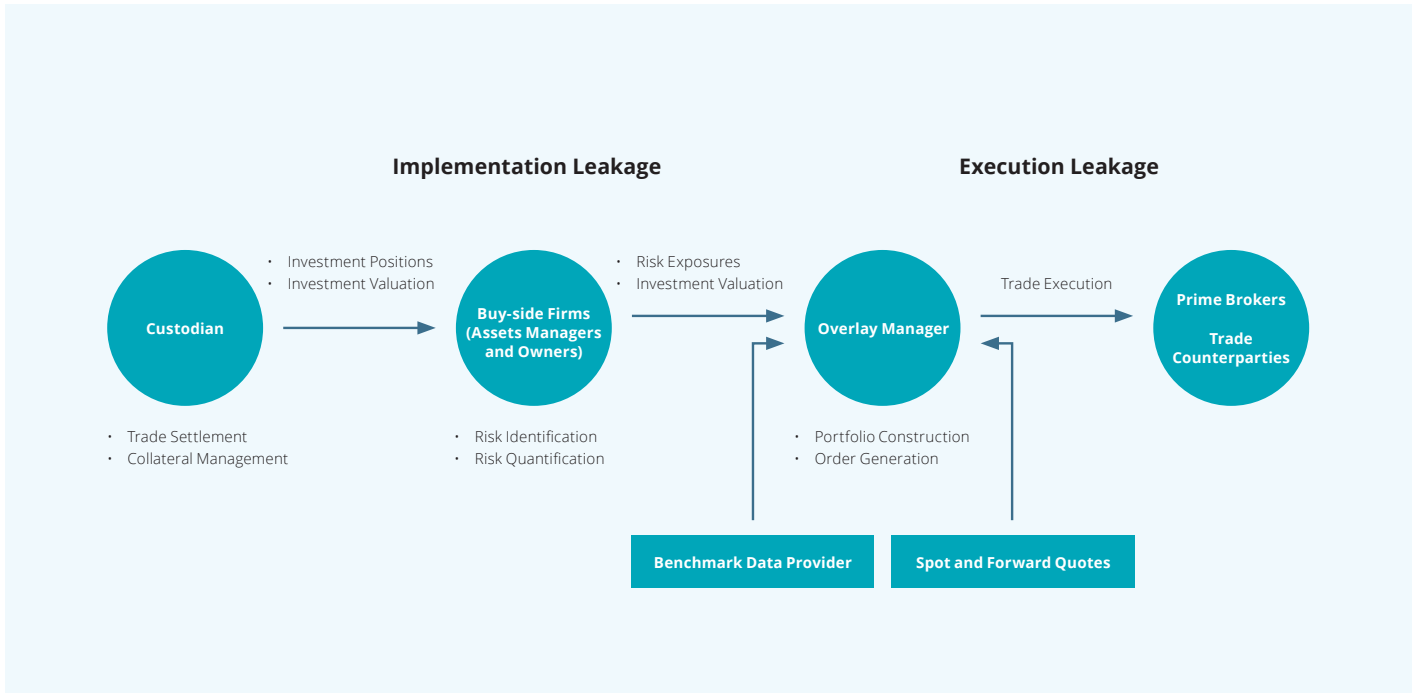 Implementation Leakage
Execution Leakage
Custodian
• Investment Positions
• Investment Valuation
Buy-side Firms
(Assets Managers
and Owners)
• Risk Exposures
• Investment Valuation
Overlay Manager
Trade Execution
Prime Brokers
Trade
Counterparties
• Trade Settlement
• Collateral Management
• Risk Identification
• Risk Quantification
• Portfolio Construction
• Order Generation
Benchmark Data Provider
Spot and Forward Quotes